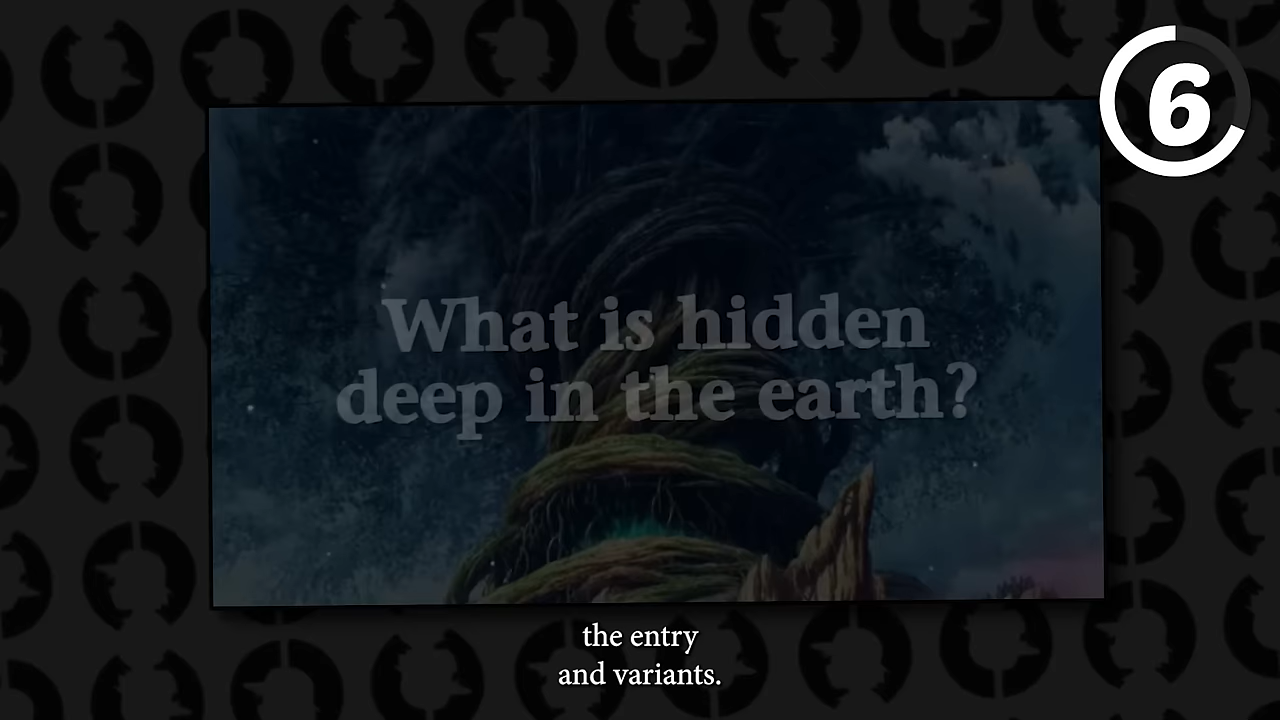 6
What is hidden
deep in the earth?
the entry
and variants.